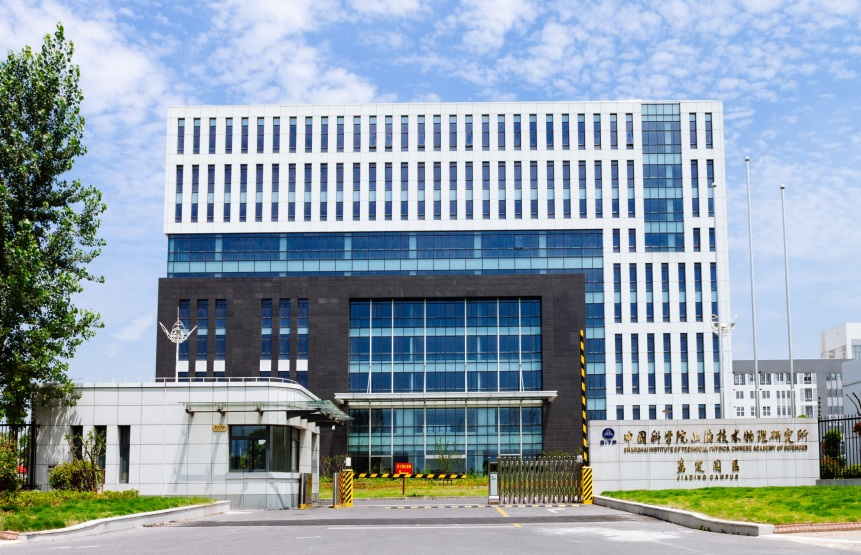 SITP
中国科学院上海技术物理研究所
SHANGHAI INSTITUTE OF TECHNICAL PHYSICS, CHINESE ACADEMY OF SCIENCES
嘉定园区
JIADING CAMPUS